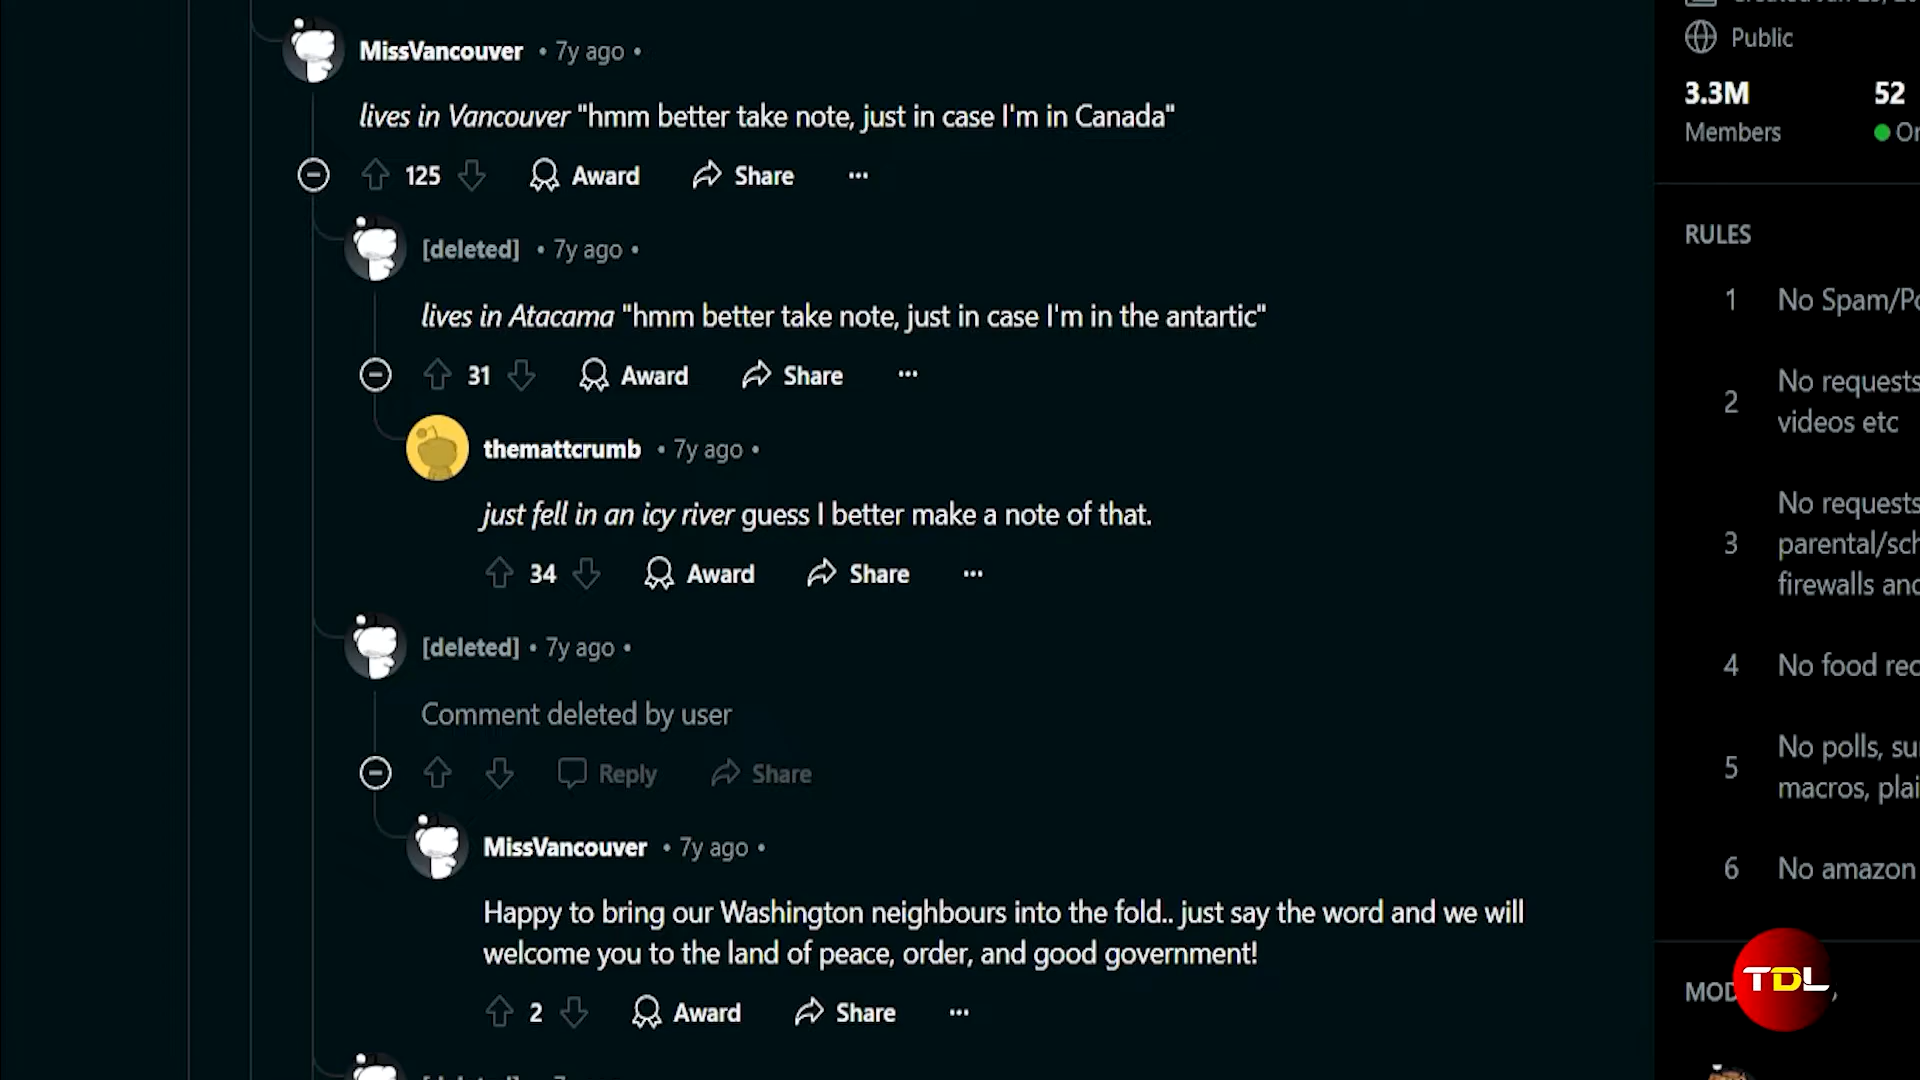 MissVancouver • 7y ago •
lives in Vancouver "hmm better take note, just in case I'm in Canada"
125 Award Share ...
[deleted] • 7y ago •
lives in Atacama "hmm better take note, just in case I'm in the antartic"
31 Award Share ...
themattcrumb • 7y ago •
just fell in an icy river guess I better make a note of that.
34 Award Share ...
[deleted] • 7y ago •
Comment deleted by user
Reply Share
MissVancouver • 7y ago •
Happy to bring our Washington neighbours into the fold.. just say the word and we will
welcome you to the land of peace, order, and good government!
2 Award Share ...
Public
3.3M 52
Members
RULES
1 No Spam/
2 No requests
videos etc
3 No requests
parental/
firewalls
4 No food
5 No polls,
macros,
6 No amazon
TDL